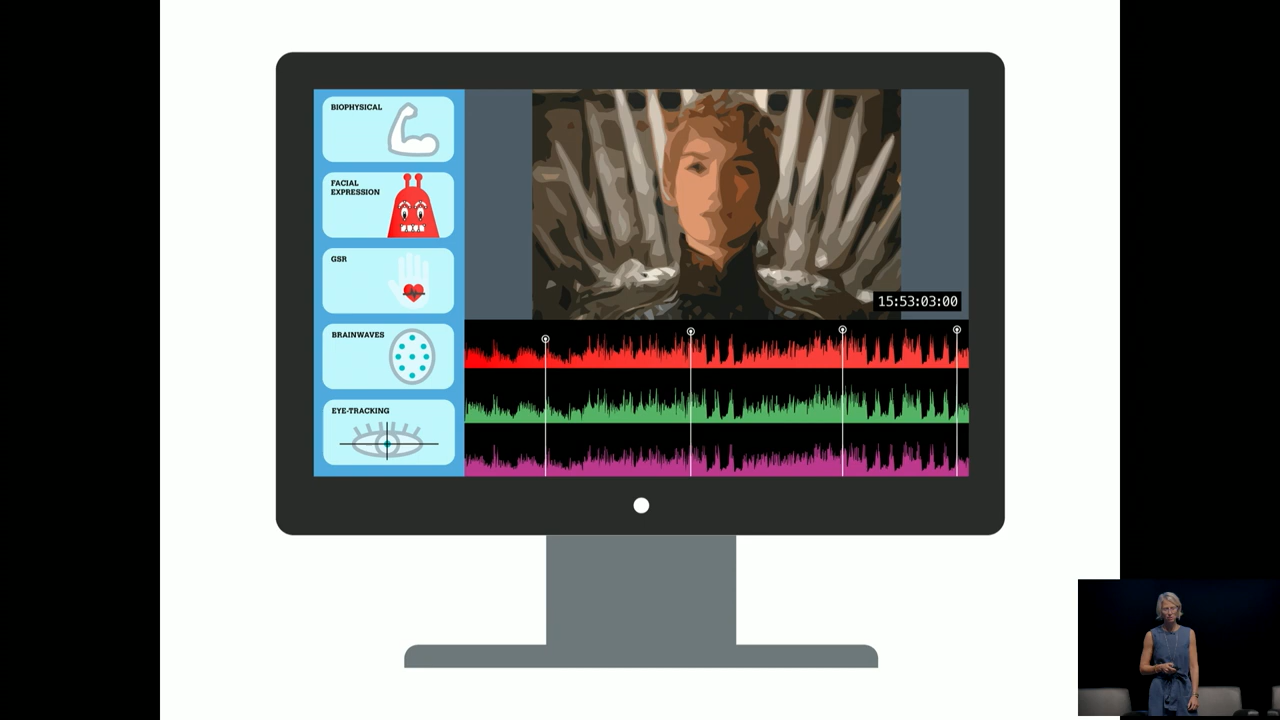 BIOPHYSICAL
FACIAL
EXPRESSION
GSR
BRAINWAVES
EYE-TRACKING
15:53:03:00